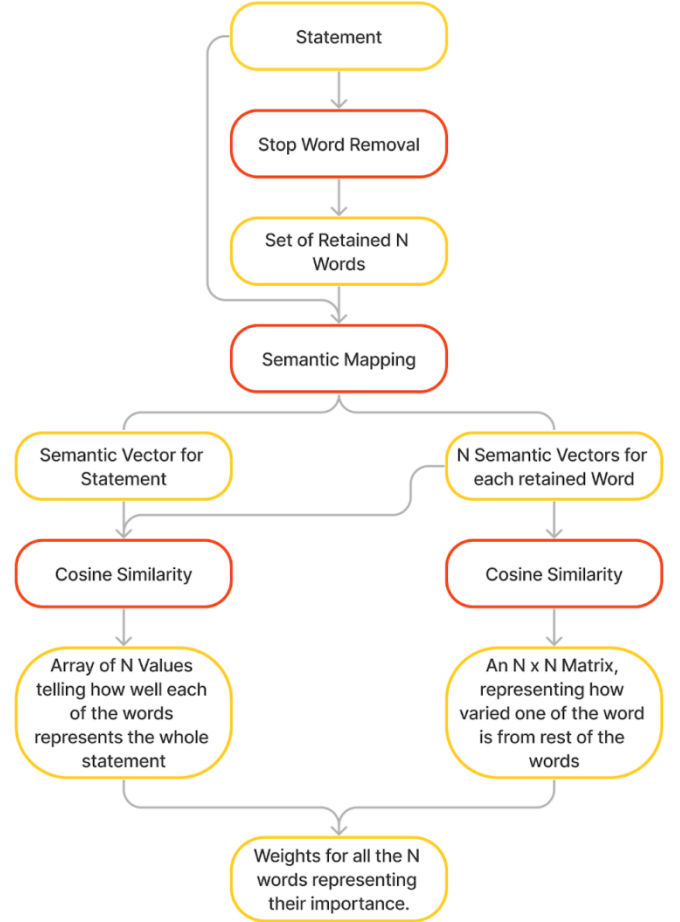 Statement
Stop Word Removal
Set of Retained N
Words
Semantic Mapping
Semantic Vector for
Statement
N Semantic Vectors for
each retained Word
Cosine Similarity
Cosine Similarity
Array of N Values
telling how well each
of the words
represents the whole
statement
An N x N Matrix,
representing how
varied one of the word
is from rest of the
words
Weights for all the N
words representing
their importance.